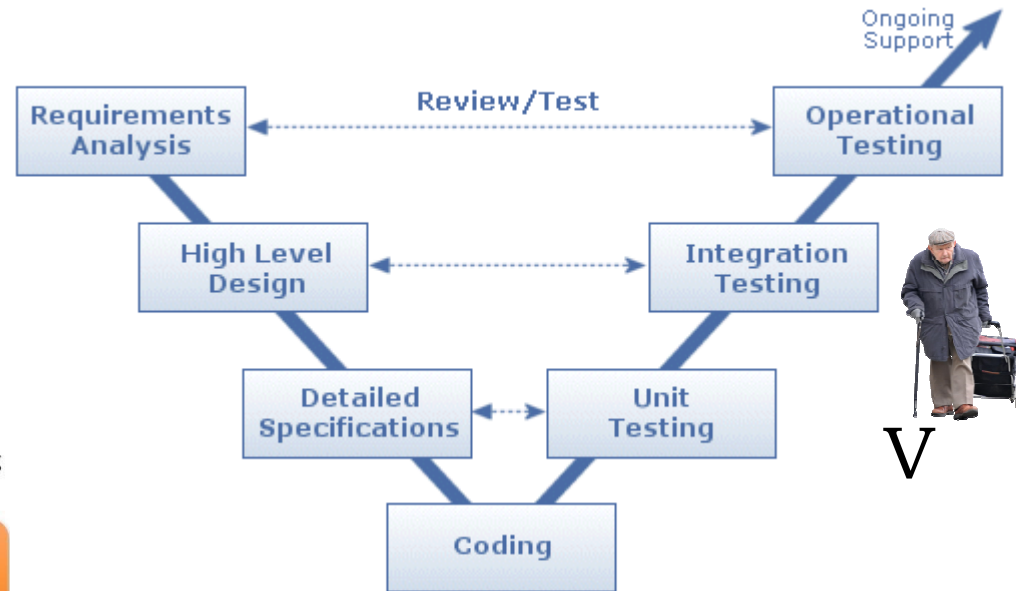 Ongoing
Support
Review/Test
Requirements
Analysis
Operational
Testing
High Level
Design
Integration
Testing
Detailed
Specifications
Unit
Testing
V
Coding